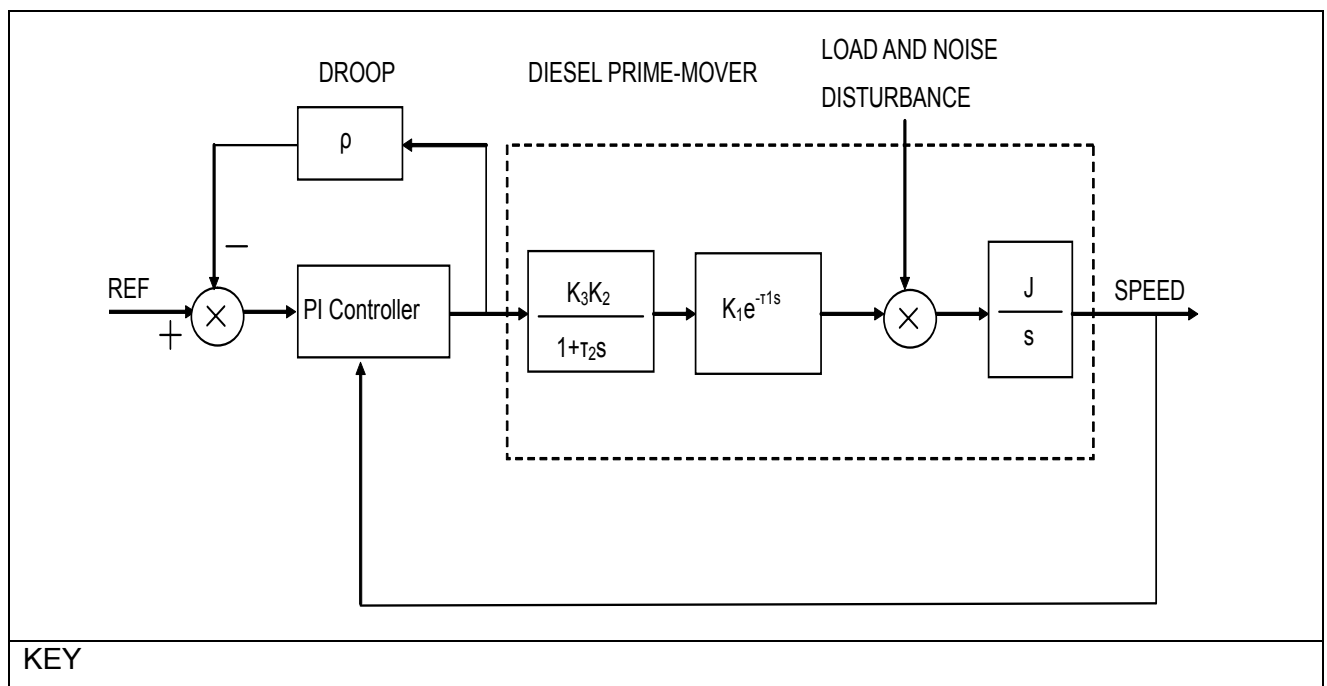 LOAD AND NOISE
DISTURBANCE
DROOP
DIESEL PRIME-MOVER
ρ
−
REF
+
×
PI Controller
K₃K₂
1+τ₂s
K₁e^-τ1s
×
J
s
SPEED
KEY